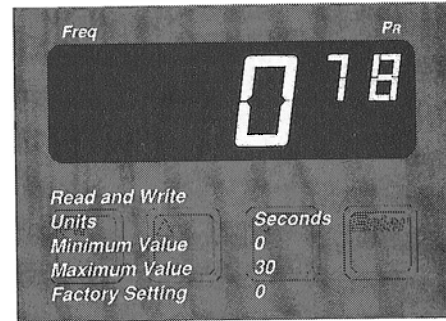 Freq PR
0 78
Read and Write
Units Seconds
Minimum Value 0
Maximum Value 30
Factory Setting 0